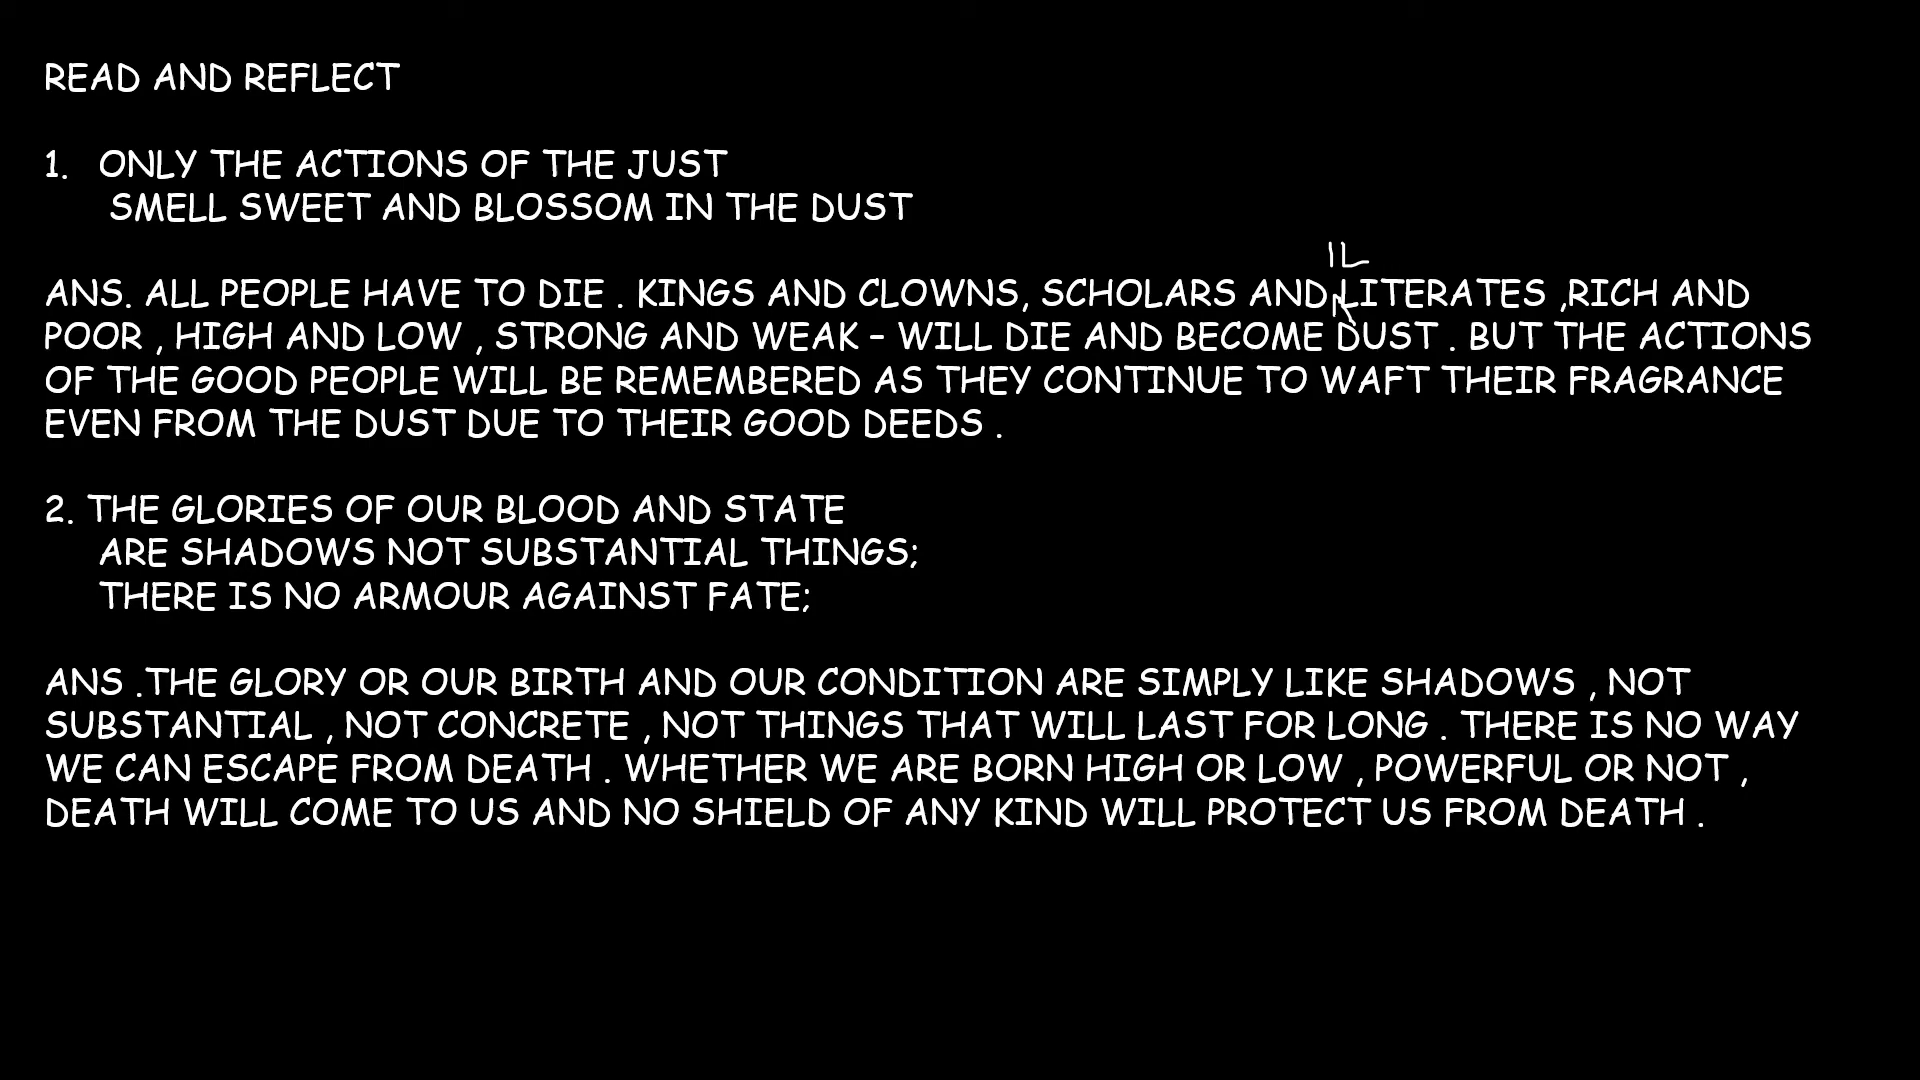 READ AND REFLECT
1. ONLY THE ACTIONS OF THE JUST
SMELL SWEET AND BLOSSOM IN THE DUST
IL
ANS. ALL PEOPLE HAVE TO DIE . KINGS AND CLOWNS, SCHOLARS AND LITERATES ,RICH AND
POOR , HIGH AND LOW , STRONG AND WEAK – WILL DIE AND BECOME DUST . BUT THE ACTIONS
OF THE GOOD PEOPLE WILL BE REMEMBERED AS THEY CONTINUE TO WAFT THEIR FRAGRANCE
EVEN FROM THE DUST DUE TO THEIR GOOD DEEDS .
2. THE GLORIES OF OUR BLOOD AND STATE
ARE SHADOWS NOT SUBSTANTIAL THINGS;
THERE IS NO ARMOUR AGAINST FATE;
ANS .THE GLORY OR OUR BIRTH AND OUR CONDITION ARE SIMPLY LIKE SHADOWS , NOT
SUBSTANTIAL , NOT CONCRETE , NOT THINGS THAT WILL LAST FOR LONG . THERE IS NO WAY
WE CAN ESCAPE FROM DEATH . WHETHER WE ARE BORN HIGH OR LOW , POWERFUL OR NOT ,
DEATH WILL COME TO US AND NO SHIELD OF ANY KIND WILL PROTECT US FROM DEATH .